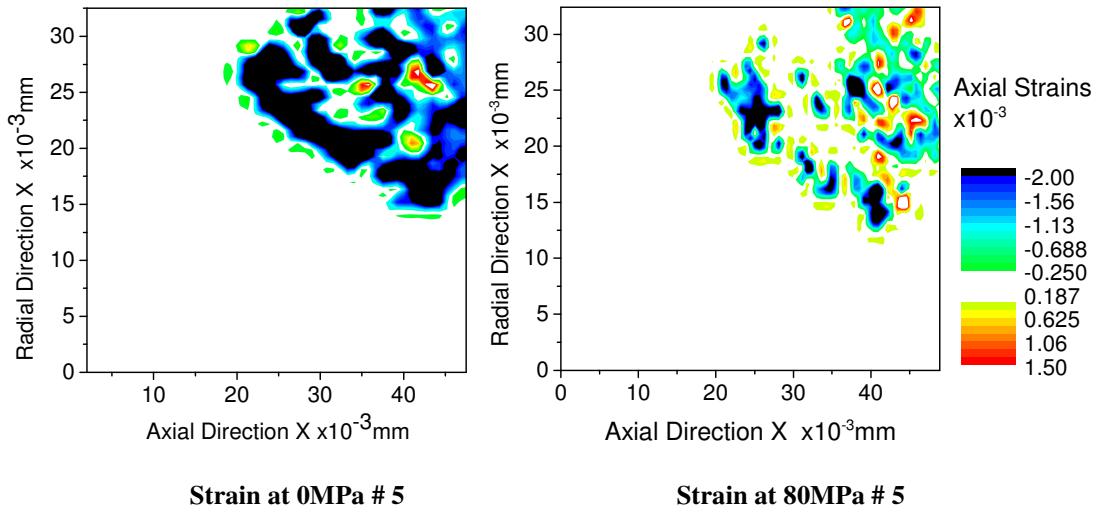 30
25
20
15
10
5
0
Radial Direction X x10-3mm
10 20 30 40
Axial Direction X x10-3mm
Strain at 0MPa # 5
30
25
20
15
10
5
0
Radial Direction X x10-3mm
0 10 20 30 40
Axial Direction X x10-3mm
Strain at 80MPa # 5
Axial Strains
x10-3
-2.00
-1.56
-1.13
-0.688
-0.250
0.187
0.625
1.06
1.50